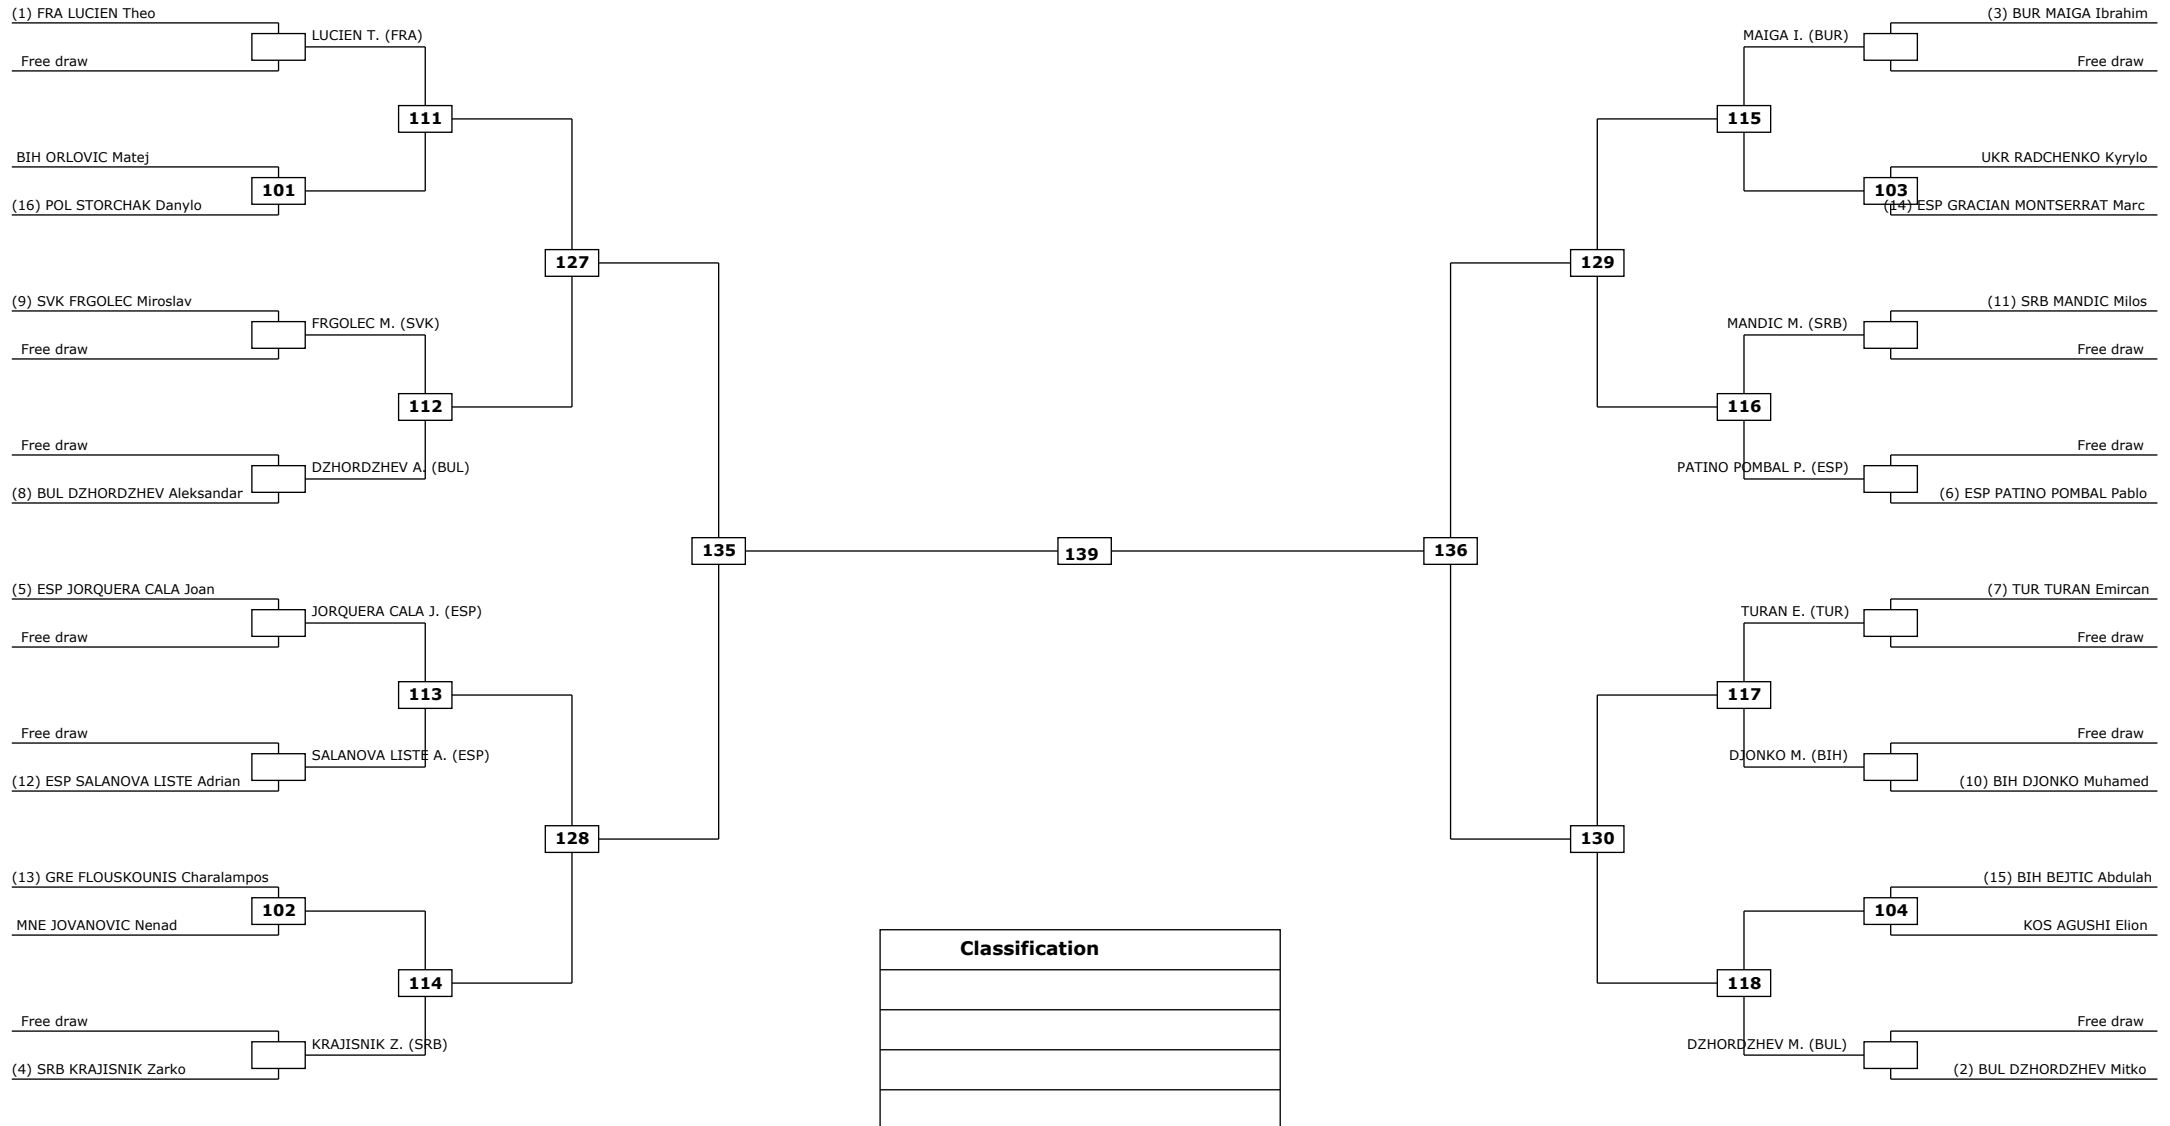 (1) FRA LUCIEN Theo
LUCIEN T. (FRA)
Free draw
111
BIH ORLOVIC Matej
101
(16) POL STORCHAK Danylo
127
(9) SVK FRGOLEC Miroslav
FRGOLEC M. (SVK)
Free draw
112
Free draw
DZHORDZHEV A. (BUL)
(8) BUL DZHORDZHEV Aleksandar
135
(5) ESP JORQUERA CALA Joan
JORQUERA CALA J. (ESP)
Free draw
113
Free draw
SALANOVA LISTE A. (ESP)
(12) ESP SALANOVA LISTE Adrian
128
(13) GRE FLOUSKOUNIS Charalampos
102
MNE JOVANOVIC Nenad
114
Free draw
KRAJISNIK Z. (SRB)
(4) SRB KRAJISNIK Zarko
139
Classification
(3) BUR MAIGA Ibrahim
MAIGA I. (BUR)
Free draw
115
UKR RADCHENKO Kyrylo
103
(14) ESP GRACIAN MONTSERRAT Marc
129
(11) SRB MANDIC Milos
MANDIC M. (SRB)
Free draw
116
Free draw
PATINO POMBAL P. (ESP)
(6) ESP PATINO POMBAL Pablo
136
(7) TUR TURAN Emircan
TURAN E. (TUR)
Free draw
117
Free draw
DJONKO M. (BIH)
(10) BIH DJONKO Muhamed
130
(15) BIH BEJTIC Abdulah
104
KOS AGUSHI Elion
118
Free draw
DZHORDZHEV M. (BUL)
(2) BUL DZHORDZHEV Mitko